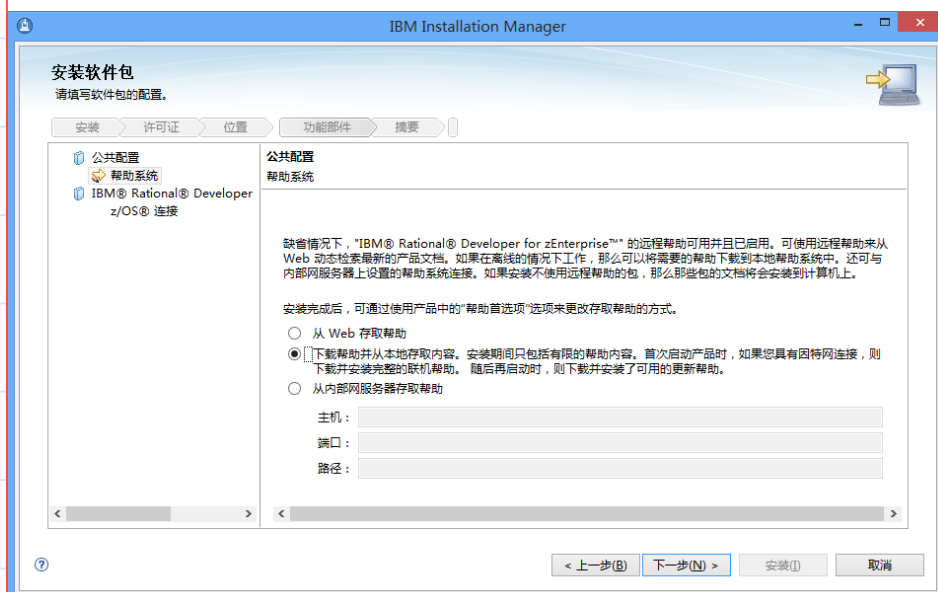 IBM Installation Manager
安装软件包
请填写软件包的配置。
安装
许可证
位置
功能部件
摘要
公共配置
帮助系统
IBM® Rational® Developer
z/OS® 连接
公共配置
帮助系统
缺省情况下，"IBM® Rational® Developer for zEnterprise™" 的远程帮助可用并且已启用。可使用远程帮助来从
Web 动态检索最新的产品文档。如果在离线的情况下工作，那么可以将需要的帮助下载到本地帮助系统中。还可与
内部网服务器上设置的帮助系统连接。如果安装不使用远程帮助的包，那么那些包的文档将会安装到计算机上。
安装完成后，可通过使用产品中的"帮助首选项"选项来更改存取帮助的方式。
从 Web 存取帮助
下载帮助并从本地存取内容。安装期间只包括有限的帮助内容。首次启动产品时，如果您具有因特网连接，则
下载并安装完整的联机帮助。 随后再启动时，则下载并安装了可用的更新帮助。
从内部网服务器存取帮助
主机：
端口：
路径：
< 上一步(B)
下一步(N) >
安装(I)
取消